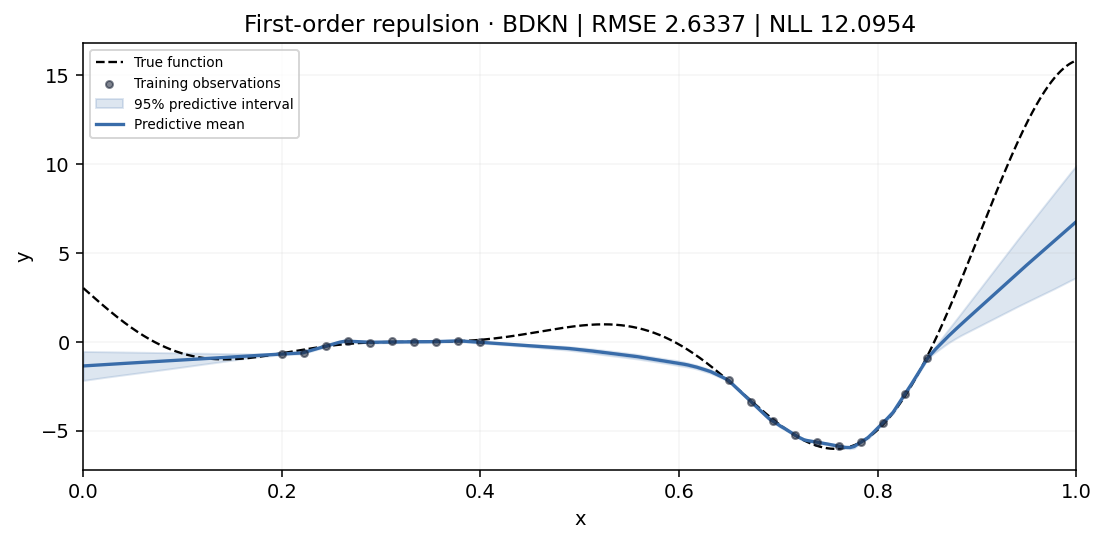 First-order repulsion · BDKN | RMSE 2.6337 | NLL 12.0954
True function
Training observations
95% predictive interval
Predictive mean
15
10
5
0
−5
y
0.0 0.2 0.4 0.6 0.8 1.0
x